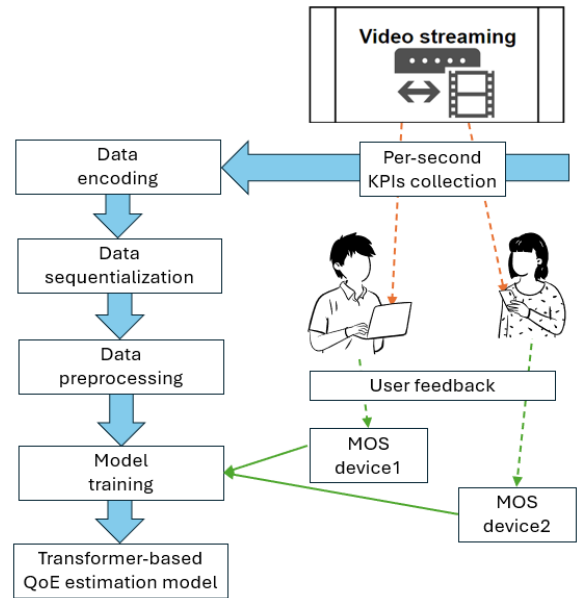 Video streaming
Data
encoding
Per-second
KPIs collection
Data
sequentialization
Data
preprocessing
User feedback
Model
training
MOS
device1
MOS
device2
Transformer-based
QoE estimation model